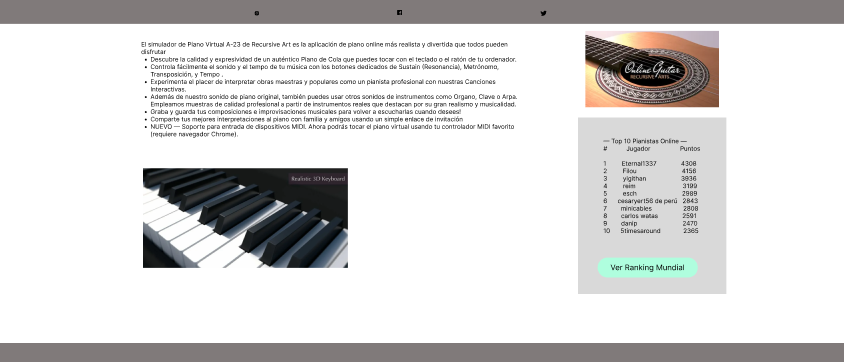 El simulador de Piano Virtual A-23 de Recursive Art es la aplicación de piano online más realista y divertida que todos pueden
disfrutar
• Descubre la calidad y expresividad de un auténtico Piano de Cola que puedes tocar con el teclado o el ratón de tu ordenador.
• Controla fácilmente el sonido y el tempo de tu música con los botones dedicados de Sustain (Resonancia), Metrónomo,
Transposición, y Tempo .
• Experimenta el placer de interpretar obras maestras y populares como un pianista profesional con nuestras Canciones
Interactivas.
• Además de nuestro sonido de piano original, también puedes usar otros sonidos de instrumentos como Organo, Clave o Arpa.
Empleamos muestras de calidad profesional a partir de instrumentos reales que destacan por su gran realismo y musicalidad.
• Graba y guarda tus composiciones e improvisaciones musicales para volver a escucharlas cuando desees!
• Comparte tus mejores interpretaciones al piano con familia y amigos usando un simple enlace de invitación
• NUEVO — Soporte para entrada de dispositivos MIDI. Ahora podrás tocar el piano virtual usando tu controlador MIDI favorito
(requiere navegador Chrome).
Realistic 3D Keyboard
Online Guitar
RECURSIVE ARTS
— Top 10 Pianistas Online —
# Jugador Puntos
1 Eternal1337 4308
2 Filou 4156
3 yigithan 3936
4 reim 3199
5 esch 2989
6 cesaryert56 de perú 2843
7 minicables 2808
8 carlos watas 2591
9 danip 2470
10 5timesaround 2365
Ver Ranking Mundial